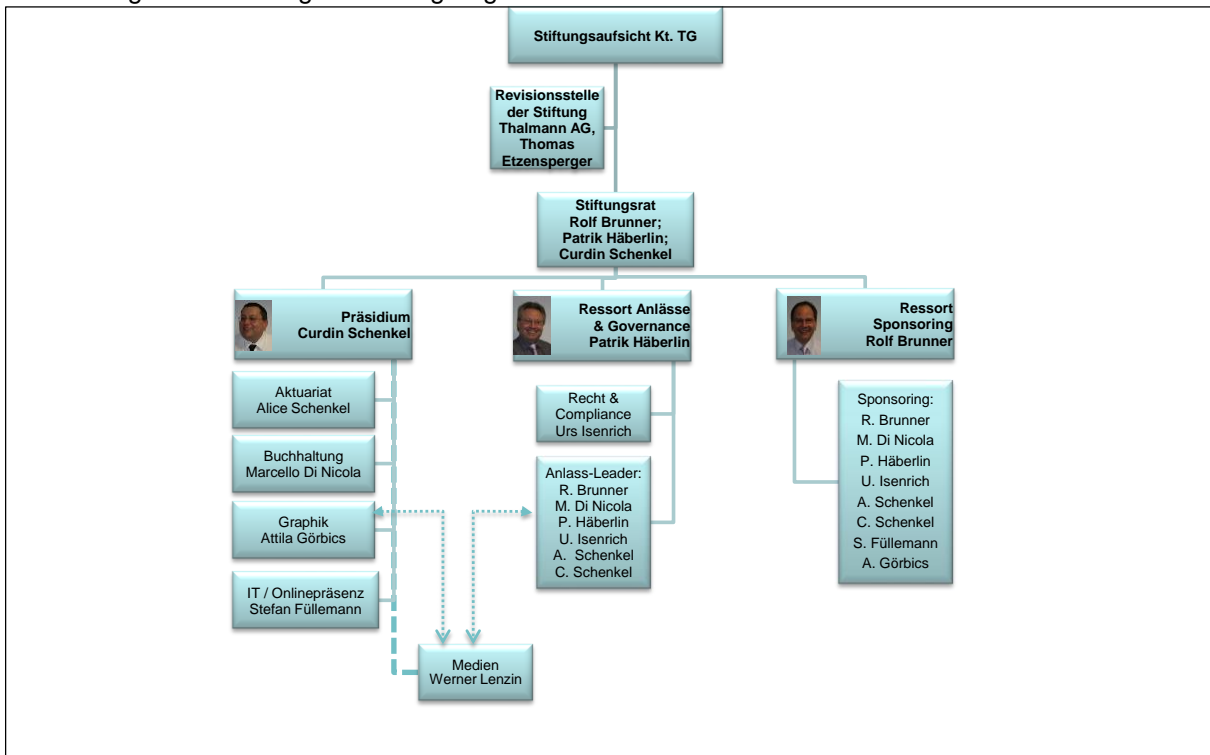 Stiftungsaufsicht Kt. TG
Revisionsstelle
der Stiftung
Thalmann AG,
Thomas
Etzensperger
Stiftungsrat
Rolf Brunner;
Patrik Häberlin;
Curdin Schenkel
Präsidium
Curdin Schenkel
Ressort Anlässe
& Governance
Patrik Häberlin
Ressort
Sponsoring
Rolf Brunner
Aktuariat
Alice Schenkel
Buchhaltung
Marcello Di Nicola
Graphik
Attila Görbics
IT / Onlinepräsenz
Stefan Füllemann
Recht &
Compliance
Urs Isenrich
Anlass-Leader:
R. Brunner
M. Di Nicola
P. Häberlin
U. Isenrich
A. Schenkel
C. Schenkel
Sponsoring:
R. Brunner
M. Di Nicola
P. Häberlin
U. Isenrich
A. Schenkel
C. Schenkel
S. Füllemann
A. Görbics
Medien
Werner Lenzin